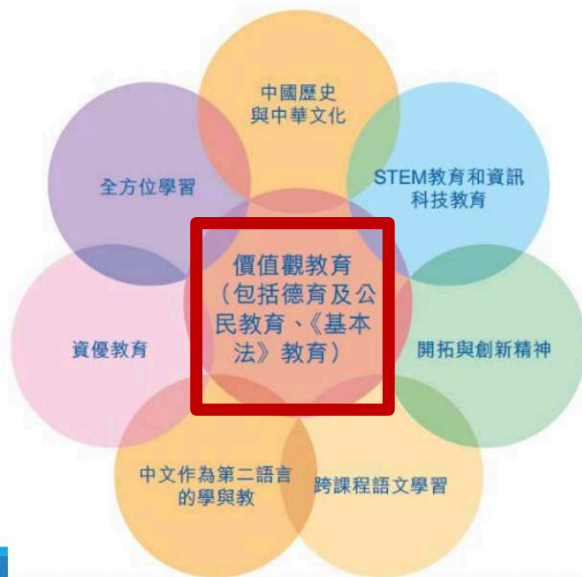 中國歷史
與中華文化
全方位學習
STEM教育和資訊
科技教育
價值觀教育
（包括德育及公
民教育、《基本
法》教育）
資優教育
開拓與創新精神
中文作為第二語言
的學與教
跨課程語文學習